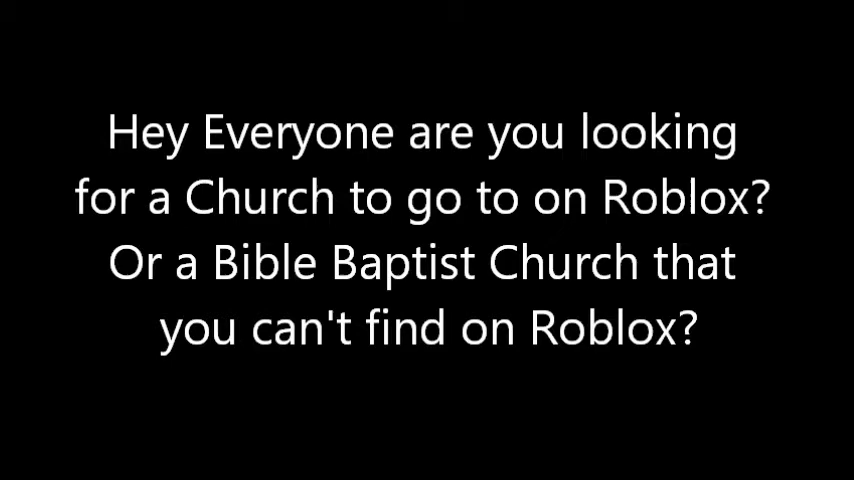 Hey Everyone are you looking
for a Church to go to on Roblox?
Or a Bible Baptist Church that
you can't find on Roblox?